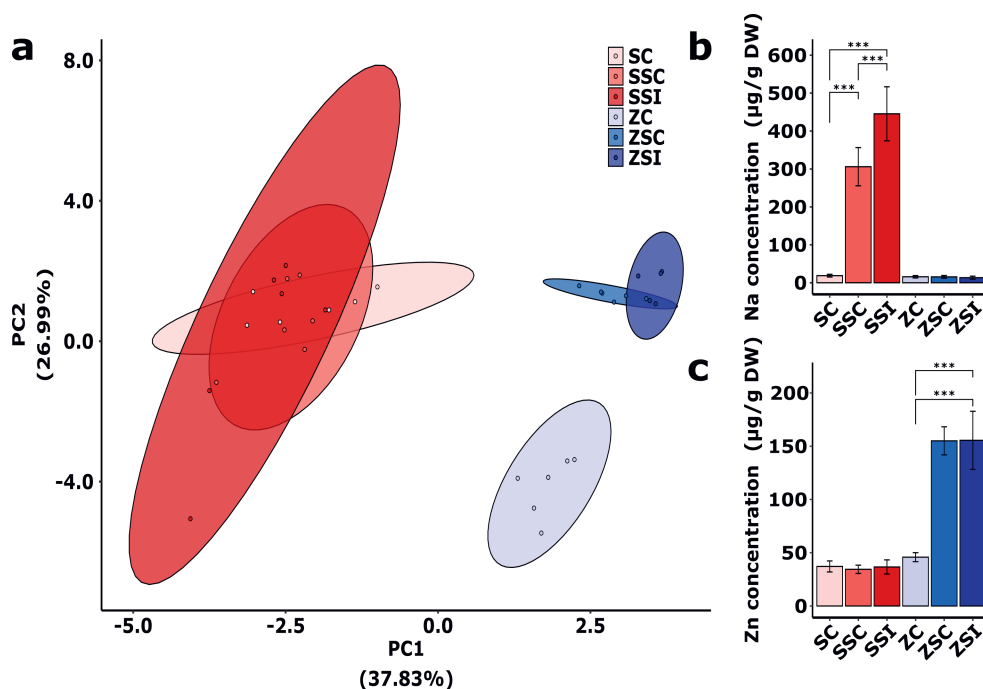 a
8.0
4.0
0.0
-4.0
PC2
(26.99%)
-5.0
-2.5
0.0
2.5
PC1
(37.83%)
SC
SSC
SSI
ZC
ZSC
ZSI
b
Na concentration (µg/g DW)
600
500
400
300
200
100
0
***
***
***
SC
SSC
SSI
ZC
ZSC
ZSI
c
Zn concentration (µg/g DW)
200
150
100
50
0
***
***
SC
SSC
SSI
ZC
ZSC
ZSI